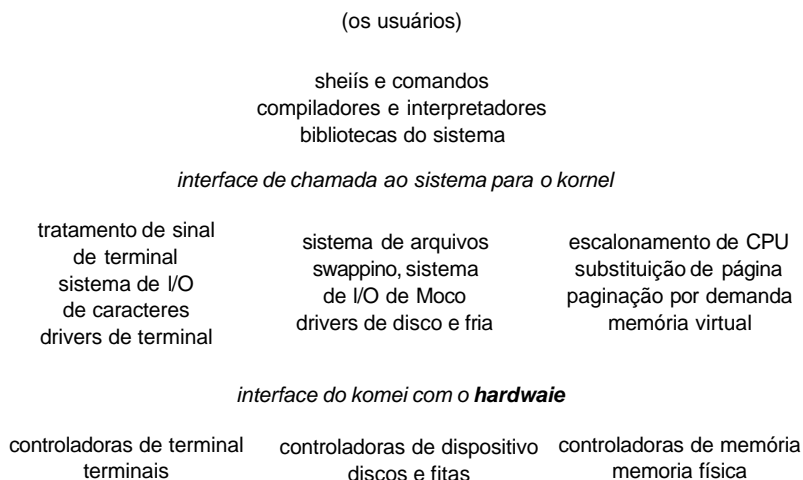 (os usuários)
sheiís e comandos
compiladores e interpretadores
bibliotecas do sistema
interface de chamada ao sistema para o kornel
tratamento de sinal
de terminal
sistema de I/O
de caracteres
drivers de terminal
sistema de arquivos
swappino, sistema
de I/O de Moco
drivers de disco e fria
escalonamento de CPU
substituição de página
paginação por demanda
memória virtual
interface do komei com o hardwaie
controladoras de terminal
terminais
controladoras de dispositivo
discos e fitas
controladoras de memória
memoria física